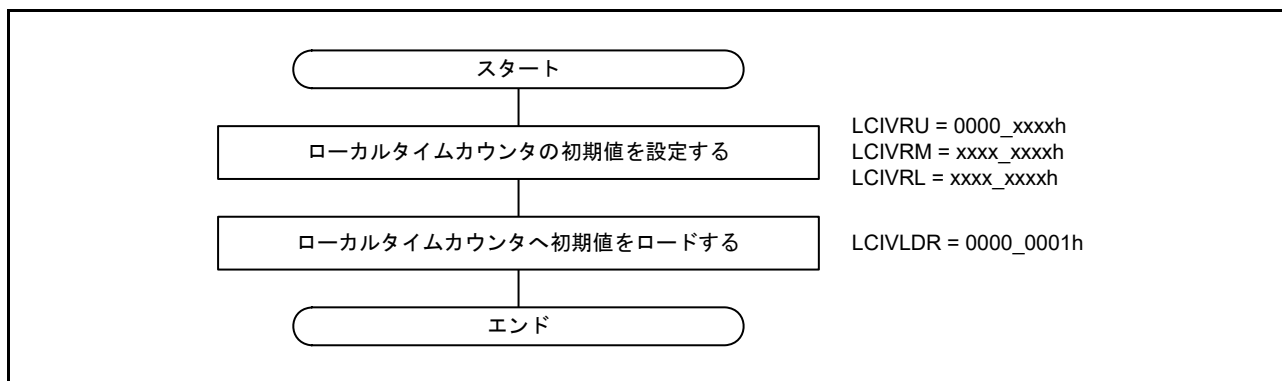 スタート
ローカルタイムカウンタの初期値を設定する
LCIVRU = 0000_xxxxh
LCIVRM = xxxx_xxxxh
LCIVRL = xxxx_xxxxh
ローカルタイムカウンタへ初期値をロードする
LCIVLDR = 0000_0001h
エンド